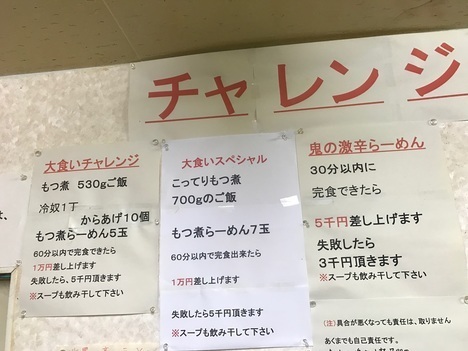 チャレンジ
大食いチャレンジ
もつ煮 530gご飯
冷奴1丁
からあげ10個
もつ煮らーめん5玉
60分以内で完食できたら
1万円差し上げます
失敗したら、5千円頂きます
※スープも飲み干して下さい
大食いスペシャル
こってりもつ煮
700gのご飯
もつ煮らーめん7玉
60分以内で完食出来たら
1万円差し上げます
失敗したら5千円頂きます
※スープも飲み干して下さい
鬼の激辛らーめん
30分以内に
完食できたら
5千円差し上げます
失敗したら
3千円頂きます
※スープも飲み干して下さい
(注)具合が悪くなっても責任は、取りません
あくまでも自己責任です。
は、